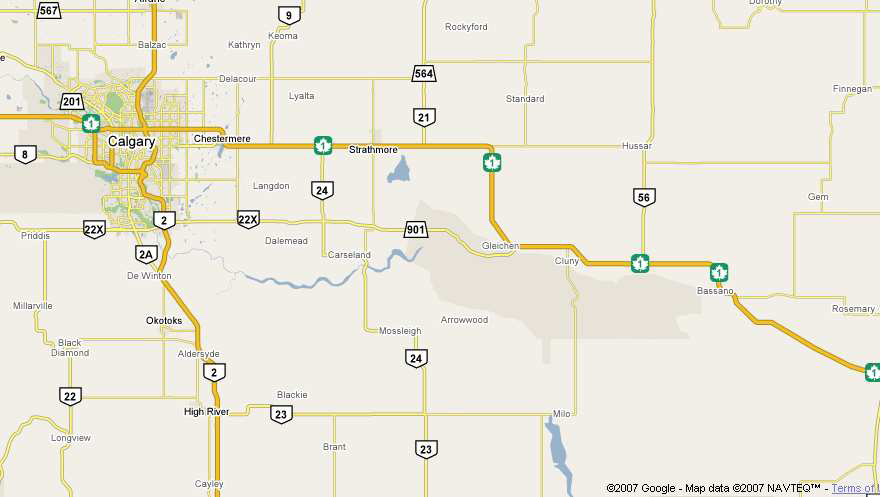 Airdrie
Dorothy
567
9
Rockyford
Keoma
Balzac
Kathryn
564
Delacour
Finnegan
Lyalta
Standard
201
21
1
Chestermere
Calgary
1
Hussar
Strathmore
8
1
Langdon
24
56
Gem
22X
2
22X
901
Priddis
2A
Dalemead
Gleichen
Carseland
Cluny
1
1
De Winton
Bassano
Millarville
Rosemary
Okotoks
Arrowwood
Mossleigh
Black
Diamond
Aldersyde
24
2
1
22
Blackie
High River
23
Milo
Longview
Brant
23
Cayley
©2007 Google - Map data ©2007 NAVTEQ™ - Terms of